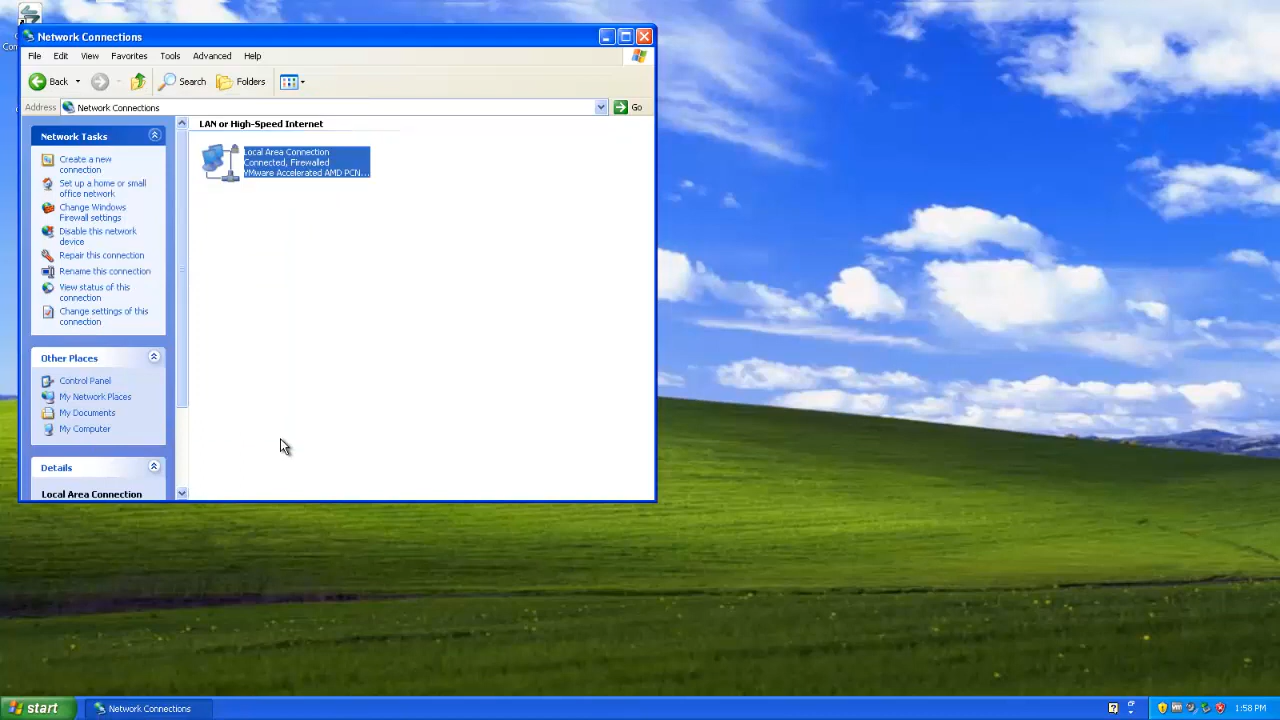 Network Connections
File Edit View Favorites Tools Advanced Help
Back Search Folders
Address Network Connections Go
Network Tasks
Create a new
connection
Set up a home or small
office network
Change Windows
Firewall settings
Disable this network
device
Repair this connection
Rename this connection
View status of this
connection
Change settings of this
connection
Other Places
Control Panel
My Network Places
My Documents
My Computer
Details
Local Area Connection
LAN or High-Speed Internet
Local Area Connection
Connected, Firewalled
VMware Accelerated AMD PCN...
start Network Connections 1:58 PM